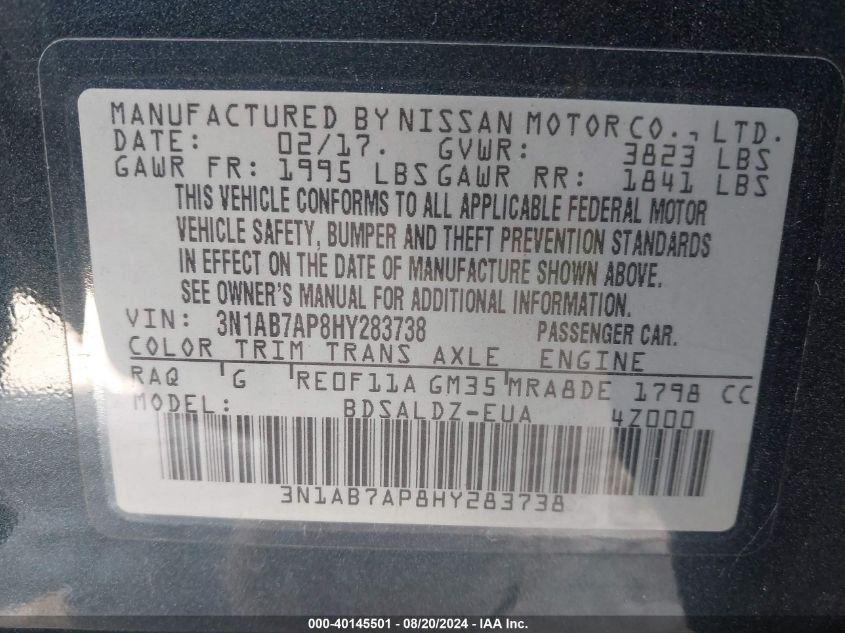 MANUFACTURED BY NISSAN MOTOR CO., LTD.
DATE: 02/17. GVWR: 3823 LBS
GAWR FR: 1995 LBS GAWR RR: 1841 LBS
THIS VEHICLE CONFORMS TO ALL APPLICABLE FEDERAL MOTOR
VEHICLE SAFETY, BUMPER AND THEFT PREVENTION STANDARDS
IN EFFECT ON THE DATE OF MANUFACTURE SHOWN ABOVE.
SEE OWNER'S MANUAL FOR ADDITIONAL INFORMATION.
VIN: 3N1AB7AP8HY283738 PASSENGER CAR.
COLOR TRIM TRANS AXLE ENGINE
RAQ G RE0F11A GM35 MRA8DE 1798 CC
MODEL: BDSALDZ-EUA 4Z000
3N1AB7AP8HY283738
000-40145501 - 08/20/2024 - IAAI.com